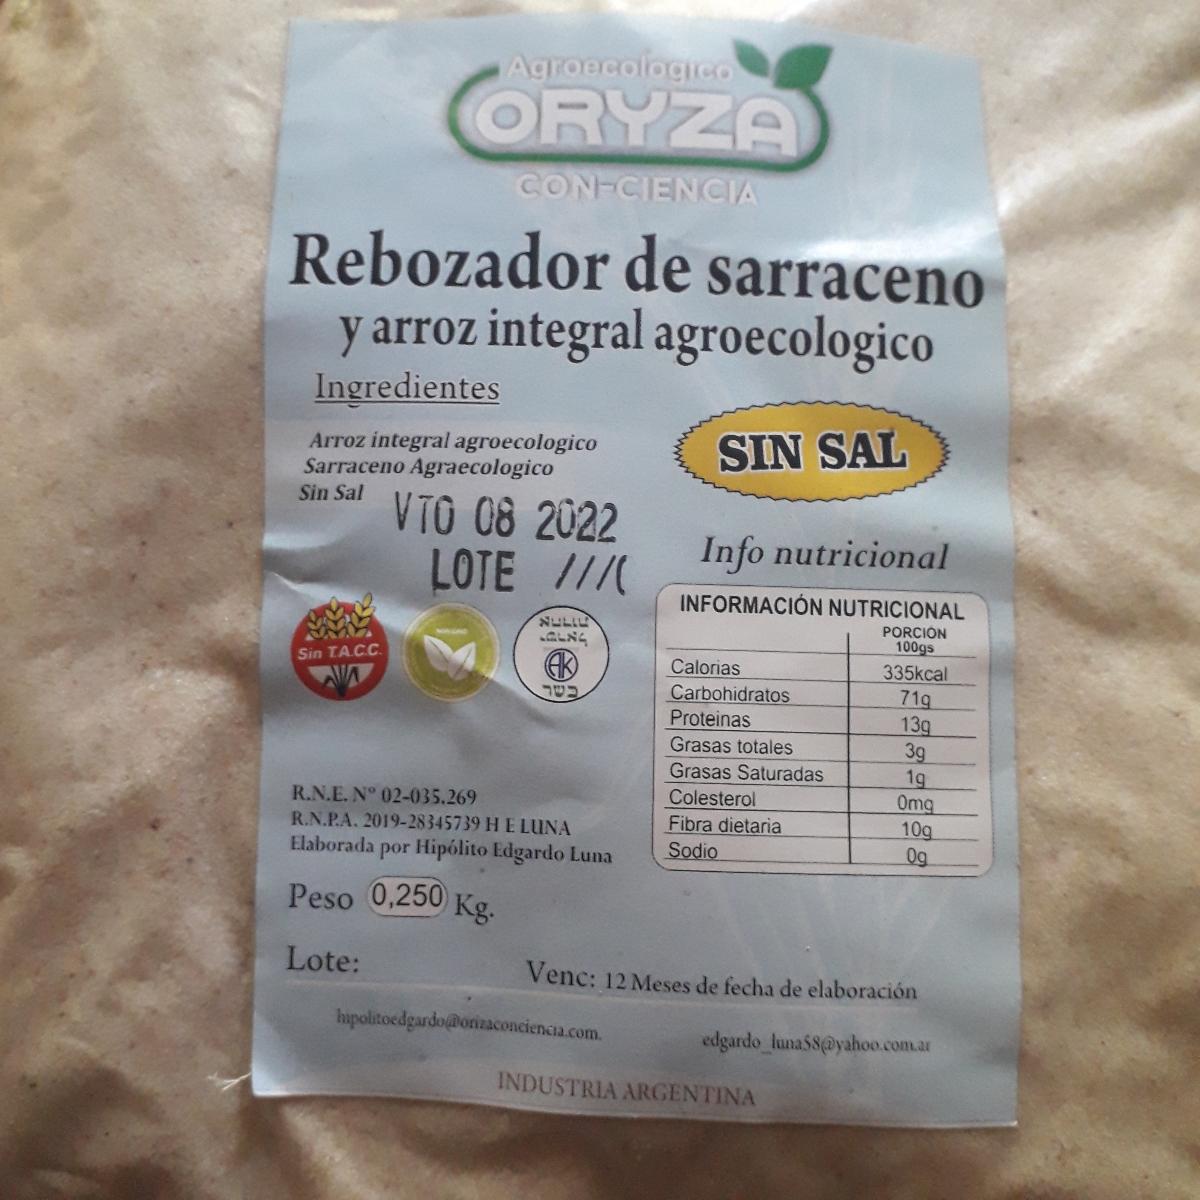 Agroecologico
ORYZA
CON-CIENCIA
Rebozador de sarraceno
y arroz integral agroecologico
Ingredientes
Arroz integral agroecologico
Sarraceno Agraecologico
Sin Sal
SIN SAL
VTO 08 2022
LOTE ///(
Sin T.A.C.C.
AK
כשר
Info nutricional
INFORMACIÓN NUTRICIONAL
PORCIÓN
100gs
Calorias 335kcal
Carbohidratos 71g
Proteinas 13g
Grasas totales 3g
Grasas Saturadas 1g
Colesterol 0mg
Fibra dietaria 10g
Sodio 0g
R.N.E. Nº 02-035.269
R.N.P.A. 2019-28345739 H E LUNA
Elaborada por Hipólito Edgardo Luna
Peso 0,250 Kg.
Lote:
Venc: 12 Meses de fecha de elaboración
hipolitoedgardo@orizaconciencia.com.
edgardo_luna58@yahoo.com.ar
INDUSTRIA ARGENTINA